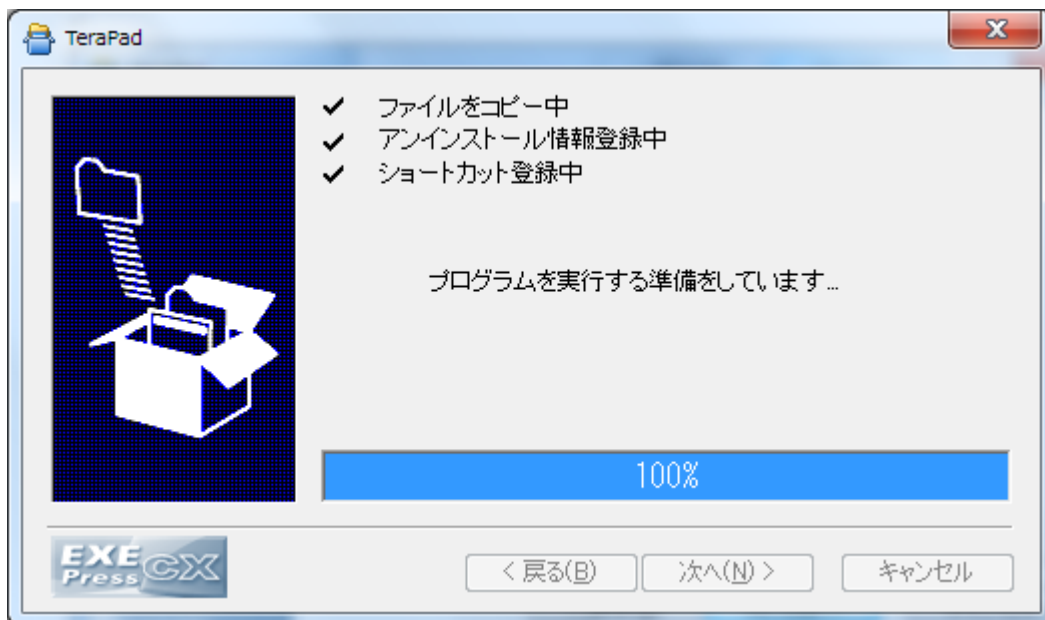 TeraPad
ファイルをコピー中
アンインストール情報登録中
ショートカット登録中
プログラムを実行する準備をしています...
100%
EXE
Press CX
< 戻る(B)
次へ(N) >
キャンセル